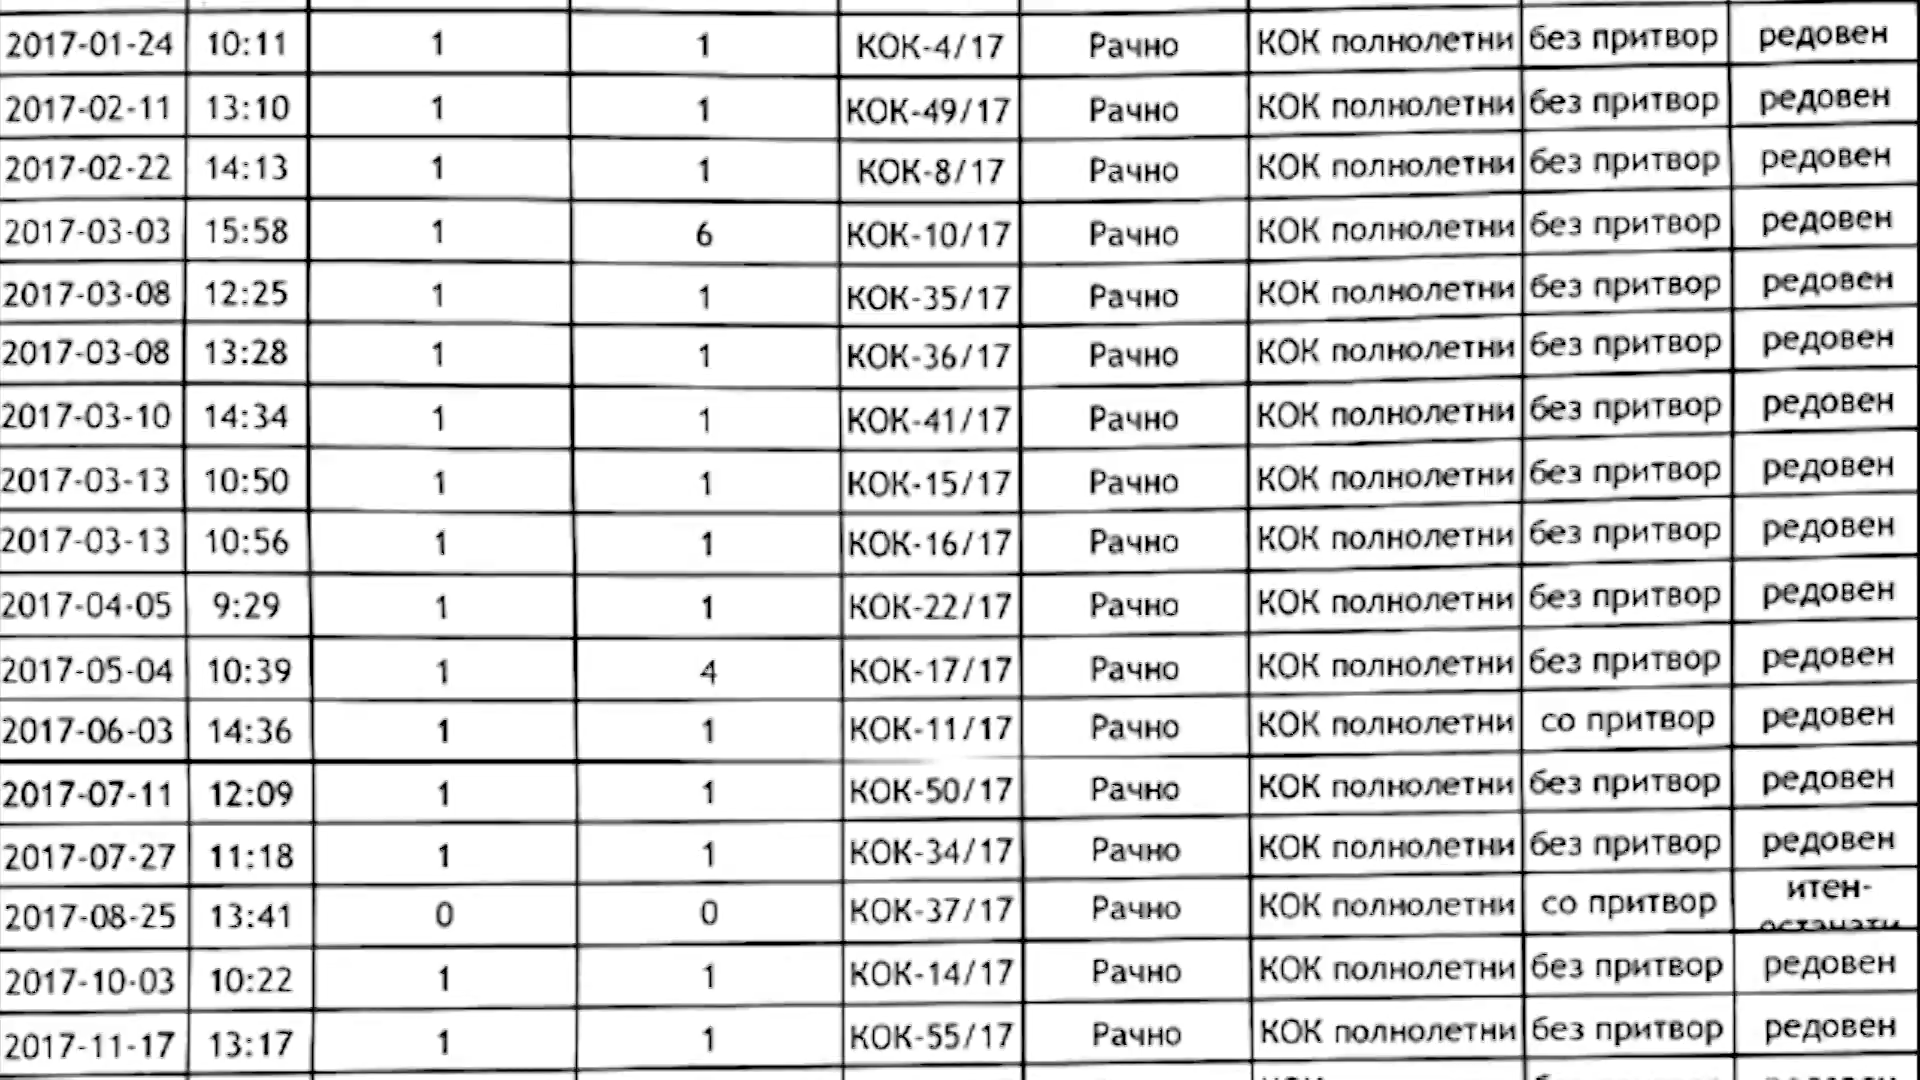 2017-01-24 10:11 1 1 КОК-4/17 Рачно КОК полнолетни без притвор редовен
2017-02-11 13:10 1 1 КОК-49/17 Рачно КОК полнолетни без притвор редовен
2017-02-22 14:13 1 1 КОК-8/17 Рачно КОК полнолетни без притвор редовен
2017-03-03 15:58 1 6 КОК-10/17 Рачно КОК полнолетни без притвор редовен
2017-03-08 12:25 1 1 КОК-35/17 Рачно КОК полнолетни без притвор редовен
2017-03-08 13:28 1 1 КОК-36/17 Рачно КОК полнолетни без притвор редовен
2017-03-10 14:34 1 1 КОК-41/17 Рачно КОК полнолетни без притвор редовен
2017-03-13 10:50 1 1 КОК-15/17 Рачно КОК полнолетни без притвор редовен
2017-03-13 10:56 1 1 КОК-16/17 Рачно КОК полнолетни без притвор редовен
2017-04-05 9:29 1 1 КОК-22/17 Рачно КОК полнолетни без притвор редовен
2017-05-04 10:39 1 4 КОК-17/17 Рачно КОК полнолетни без притвор редовен
2017-06-03 14:36 1 1 КОК-11/17 Рачно КОК полнолетни со притвор редовен
2017-07-11 12:09 1 1 КОК-50/17 Рачно КОК полнолетни без притвор редовен
2017-07-27 11:18 1 1 КОК-34/17 Рачно КОК полнолетни без притвор редовен
2017-08-25 13:41 0 0 КОК-37/17 Рачно КОК полнолетни со притвор итен-
2017-10-03 10:22 1 1 КОК-14/17 Рачно КОК полнолетни без притвор редовен
2017-11-17 13:17 1 1 КОК-55/17 Рачно КОК полнолетни без притвор редовен